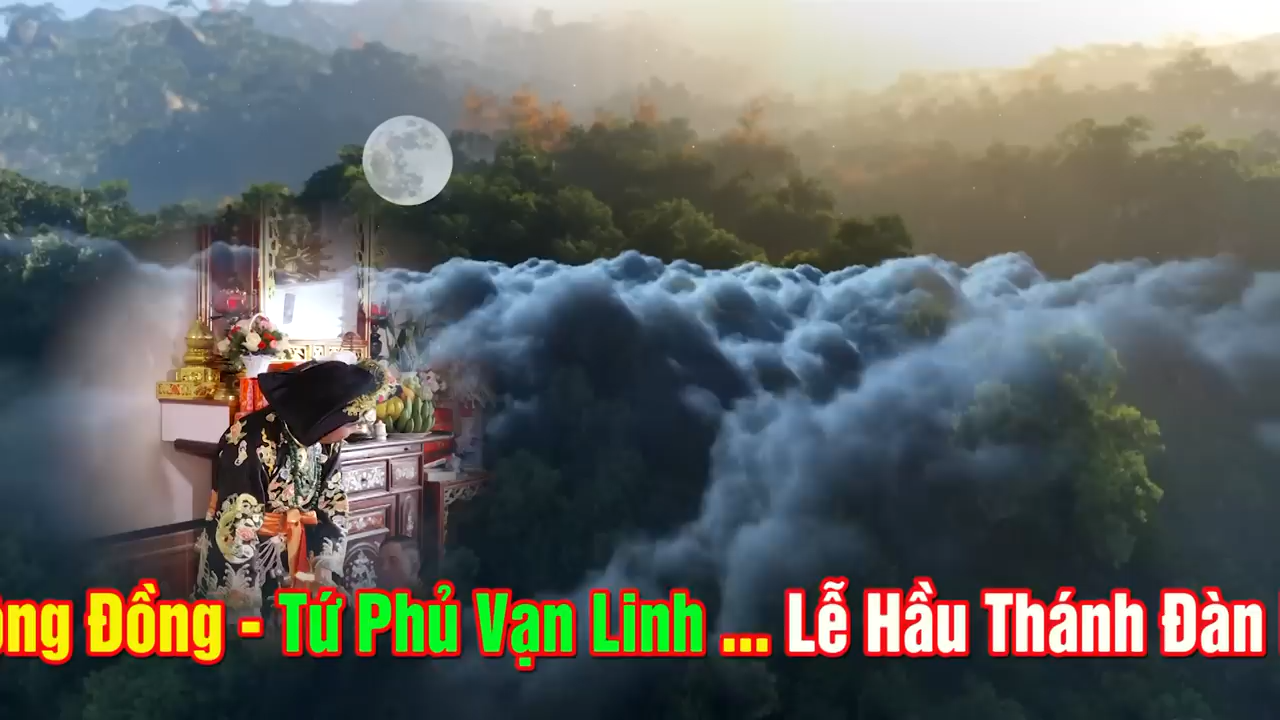 Đồng - Tứ Phủ Vạn Linh ... Lễ Hầu Thánh Đàn